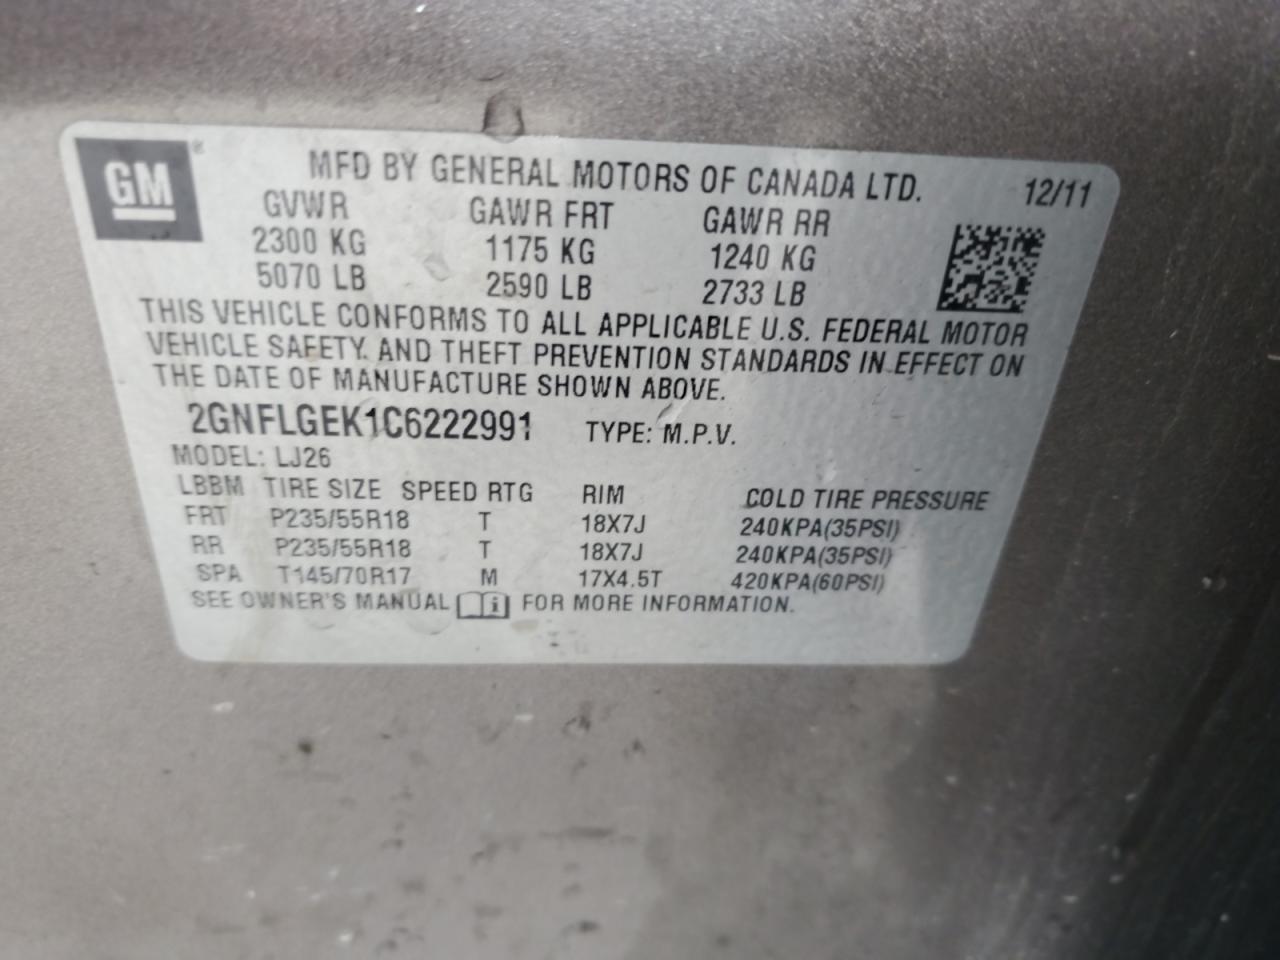 GM®
MFD BY GENERAL MOTORS OF CANADA LTD. 12/11
GVWR GAWR FRT GAWR RR
2300 KG 1175 KG 1240 KG
5070 LB 2590 LB 2733 LB
THIS VEHICLE CONFORMS TO ALL APPLICABLE U.S. FEDERAL MOTOR
VEHICLE SAFETY, AND THEFT PREVENTION STANDARDS IN EFFECT ON
THE DATE OF MANUFACTURE SHOWN ABOVE.
2GNFLGEK1C6222991 TYPE: M.P.V.
MODEL: LJ26
LBBM TIRE SIZE SPEED RTG RIM COLD TIRE PRESSURE
FRT P235/55R18 T 18X7J 240KPA(35PSI)
RR P235/55R18 T 18X7J 240KPA(35PSI)
SPA T145/70R17 M 17X4.5T 420KPA(60PSI)
SEE OWNER'S MANUAL i FOR MORE INFORMATION.